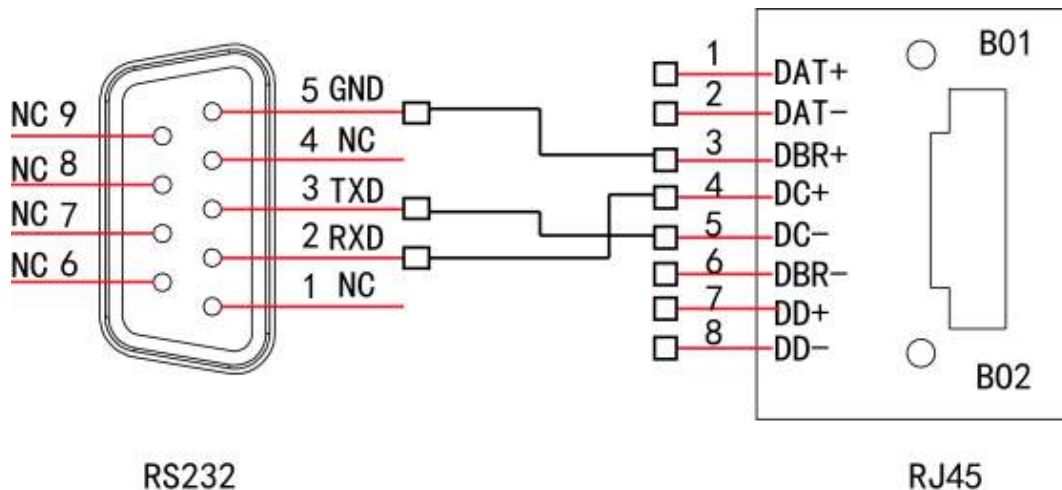 NC 9
NC 8
NC 7
NC 6
5 GND
4 NC
3 TXD
2 RXD
1 NC
RS232
1
DAT+
2
DAT-
3
DBR+
4
DC+
5
DC-
6
DBR-
7
DD+
8
DD-
B01
B02
RJ45